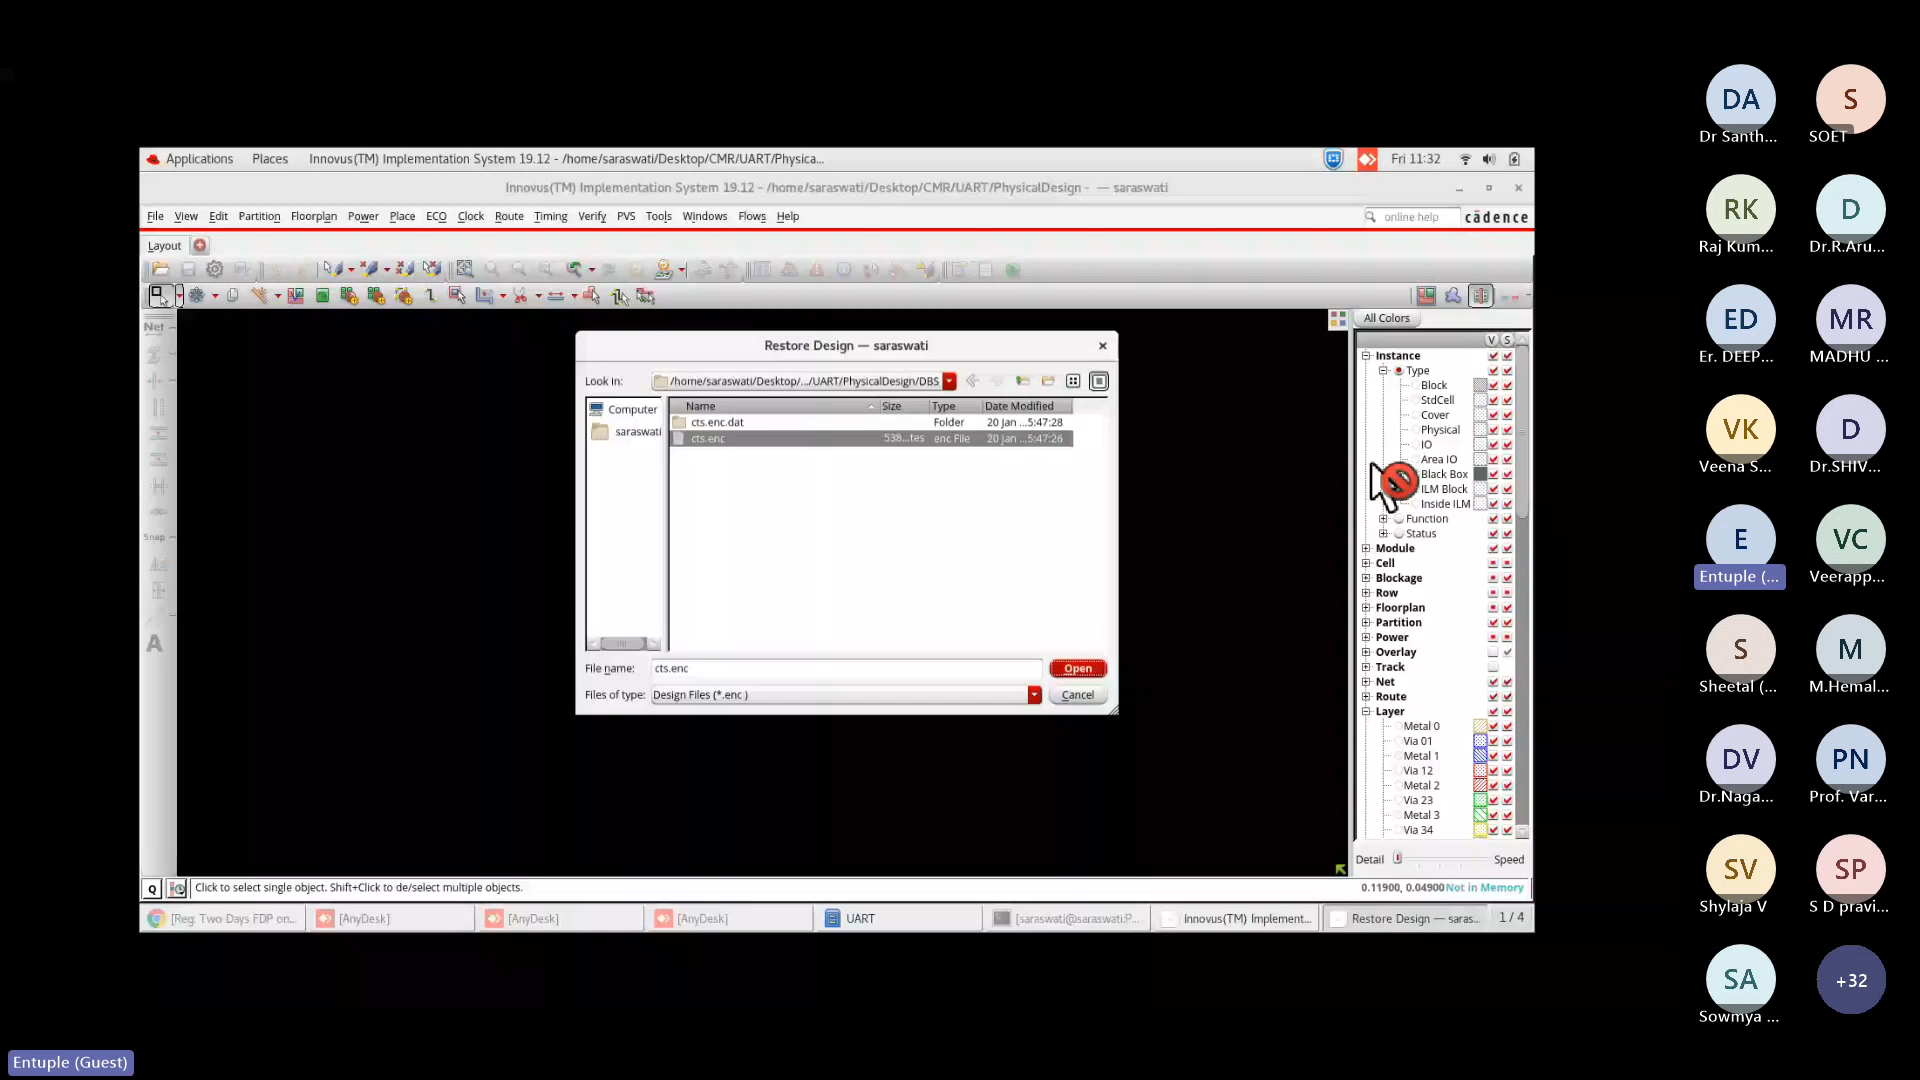 Applications Places Innovus(TM) Implementation System 19.12 - /home/saraswati/Desktop/CMR/UART/Physica... Fri 11:32
Innovus(TM) Implementation System 19.12 - /home/saraswati/Desktop/CMR/UART/PhysicalDesign - — saraswati
File View Edit Partition Floorplan Power Place ECO Clock Route Timing Verify PVS Tools Windows Flows Help online help cādence
Layout
Net
Snap
A
All Colors
V S
Instance
Type
Block
StdCell
Cover
Physical
IO
Area IO
Black Box
ILM Block
Inside ILM
Function
Status
Module
Cell
Blockage
Row
Floorplan
Partition
Power
Overlay
Track
Net
Route
Layer
Metal 0
Via 01
Metal 1
Via 12
Metal 2
Via 23
Metal 3
Via 34
Detail Speed
Restore Design — saraswati
Look in: /home/saraswati/Desktop/.../UART/PhysicalDesign/DBS
Computer
saraswati
Name Size Type Date Modified
cts.enc.dat Folder 20 Jan ...5:47:28
cts.enc 538...tes enc File 20 Jan ...5:47:26
File name: cts.enc Open
Files of type: Design Files (*.enc ) Cancel
Q Click to select single object. Shift+Click to de/select multiple objects. 0.11900, 0.04900 Not in Memory
[Reg: Two Days FDP on... [AnyDesk] [AnyDesk] [AnyDesk] UART [saraswati@saraswati:P... Innovus(TM) Implement... Restore Design — saras... 1 / 4
DA S
Dr Santh... SOET
RK D
Raj Kum... Dr.R.Aru...
ED MR
Er. DEEP... MADHU ...
VK D
Veena S... Dr.SHIV...
E VC
Entuple (... Veerapp...
S M
Sheetal (... M.Hemal...
DV PN
Dr.Naga... Prof. Var...
SV SP
Shylaja V S D pravi...
SA +32
Sowmya ...
Entuple (Guest)